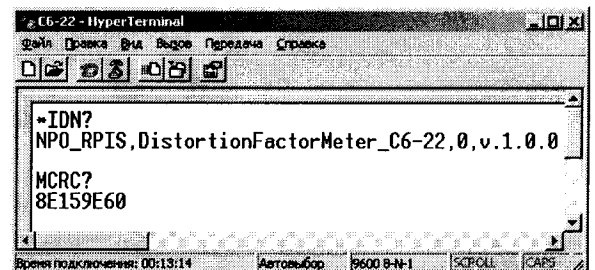 C6-22 - HyperTerminal
Файл Правка Вид Вызов Передача Справка
*IDN?
NPO_RPIS,DistortionFactorMeter_C6-22,0,v.1.0.0
MCRC?
8E159E60
Время подключения: 00:13:14 Автовыбор 9600 8-N-1 SCROLL CAPS